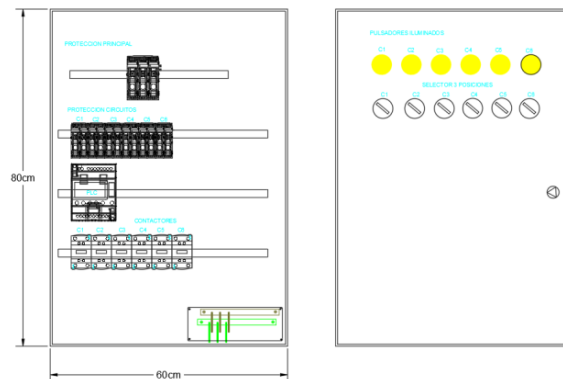 PROTECCION PRINCIPAL
PROTECCION CIRCUITOS
C1 C2 C3 C4 C5 C6
PLC
CONTACTORES
C1 C2 C3 C4 C5 C6
80cm
60cm
PULSADORES ILUMINADOS
C1 C2 C3 C4 C5 C6
SELECTOR 3 POSICIONES
C1 C2 C3 C4 C5 C6